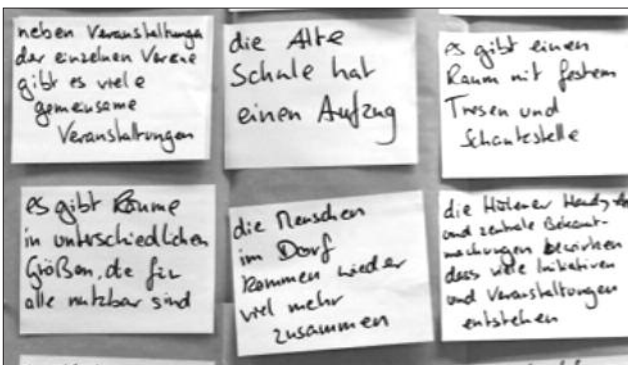 neben Veranstaltungen
der einzelnen Vereine
gibt es viele
gemeinsame
Veranstaltungen
die Alte
Schule hat
einen Aufzug
es gibt einen
Raum mit festem
Tresen und
Schankstelle
es gibt Räume
in unterschiedlichen
Größen, die für
alle nutzbar sind
die Menschen
im Dorf
kommen wieder
viel mehr
zusammen
die
und zentrale Bekannt-
machungen bewirken
dass viele Initiativen
und Veranstaltungen
entstehen